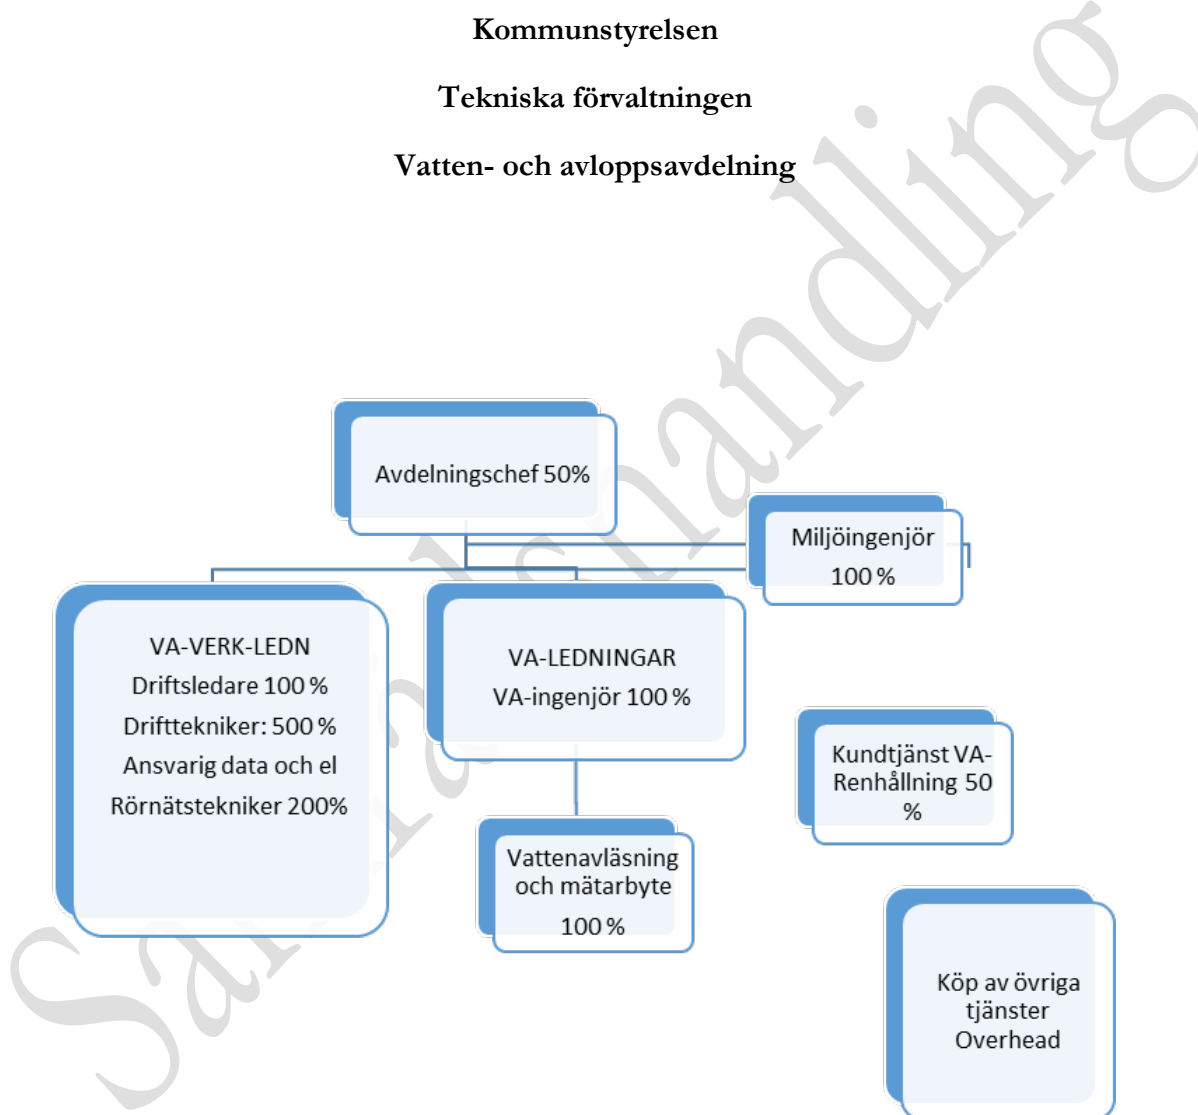 Kommunstyrelsen
Tekniska förvaltningen
Vatten- och avloppsavdelning
Avdelningschef 50%
Miljöingenjör
100 %
VA-VERK-LEDN
Driftsledare 100 %
Drifttekniker: 500 %
Ansvarig data och el
Rörnätstekniker 200%
VA-LEDNINGAR
VA-ingenjör 100 %
Kundtjänst VA-
Renhållning 50
%
Vattenavläsning
och mätarbyte
100 %
Köp av övriga
tjänster
Overhead
Samrådshandling